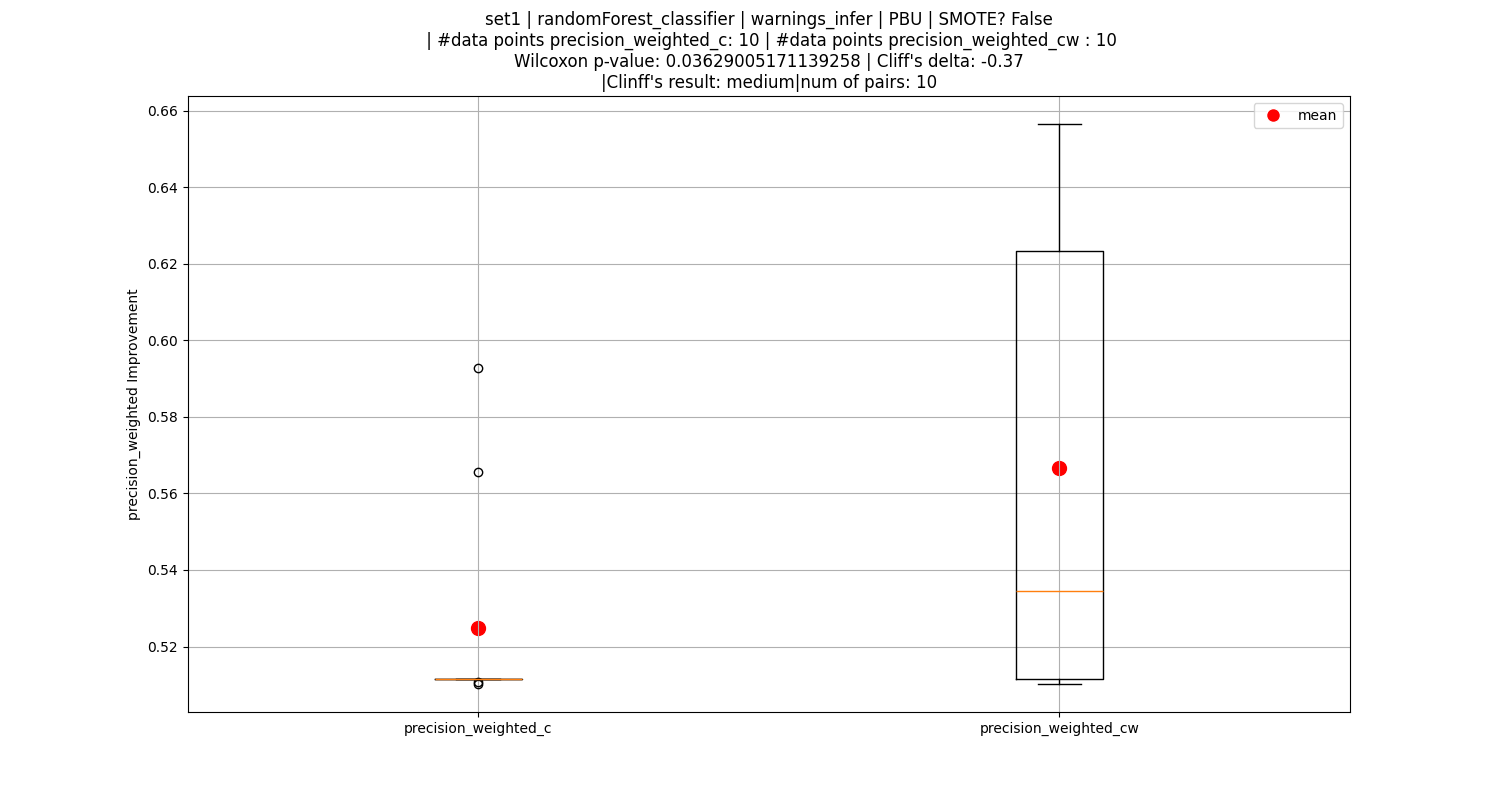 set1 | randomForest_classifier | warnings_infer | PBU | SMOTE? False
| #data points precision_weighted_c: 10 | #data points precision_weighted_cw : 10
Wilcoxon p-value: 0.03629005171139258 | Cliff's delta: -0.37
|Clinff's result: medium|num of pairs: 10
mean
precision_weighted Improvement
0.66
0.64
0.62
0.60
0.58
0.56
0.54
0.52
precision_weighted_c
precision_weighted_cw